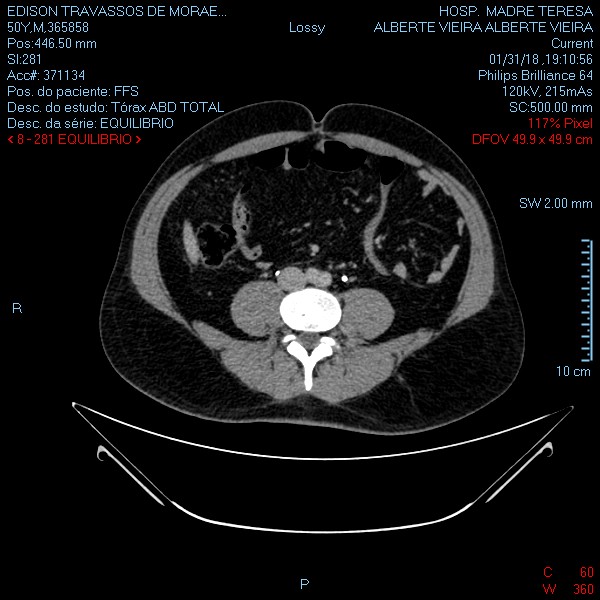 EDISON TRAVASSOS DE MORAE...
50Y,M,365858
Pos:446.50 mm
SI:281
Acc#: 371134
Pos. do paciente: FFS
Desc. do estudo: Tórax ABD TOTAL
Desc. da série: EQUILIBRIO
< 8 - 281 EQUILIBRIO >
Lossy
HOSP. MADRE TERESA
ALBERTE VIEIRA ALBERTE VIEIRA
Current
01/31/18 ,19:10:56
Philips Brilliance 64
120kV, 215mAs
SC:500.00 mm
117% Pixel
DFOV 49.9 x 49.9 cm
SW 2.00 mm
R
10 cm
P
C 60
W 360